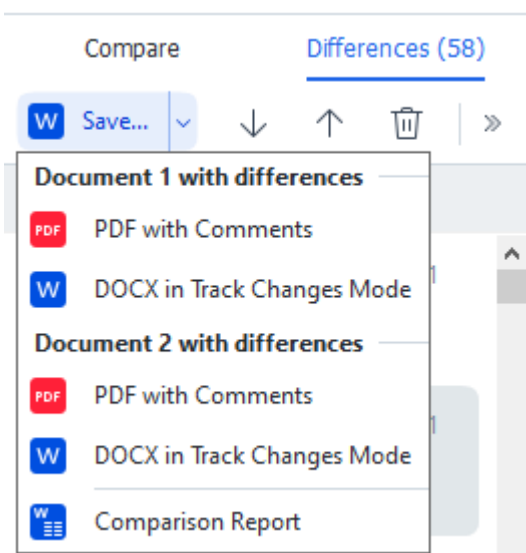 Compare
Differences (58)
W Save...
Document 1 with differences
PDF PDF with Comments
W DOCX in Track Changes Mode
Document 2 with differences
PDF PDF with Comments
W DOCX in Track Changes Mode
W Comparison Report